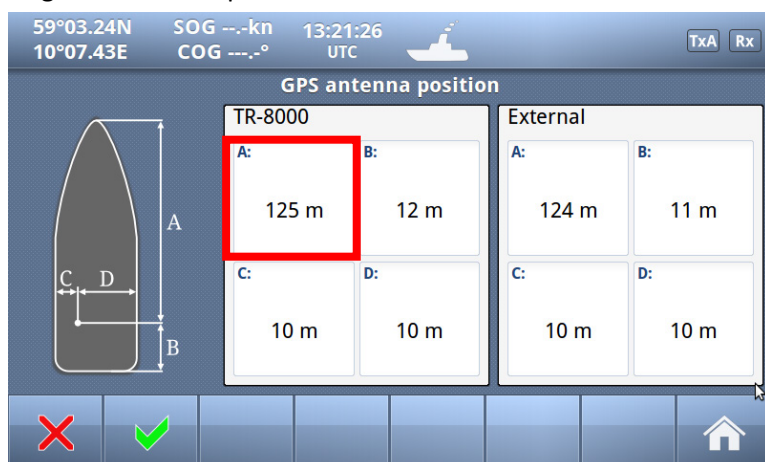 59°03.24N SOG --.-kn 13:21:26 TxA Rx
10°07.43E COG ---.-° UTC
GPS antenna position
TR-8000 External
A: B: A: B:
125 m 12 m 124 m 11 m
A
C D
C: D: C: D:
10 m 10 m 10 m 10 m
B